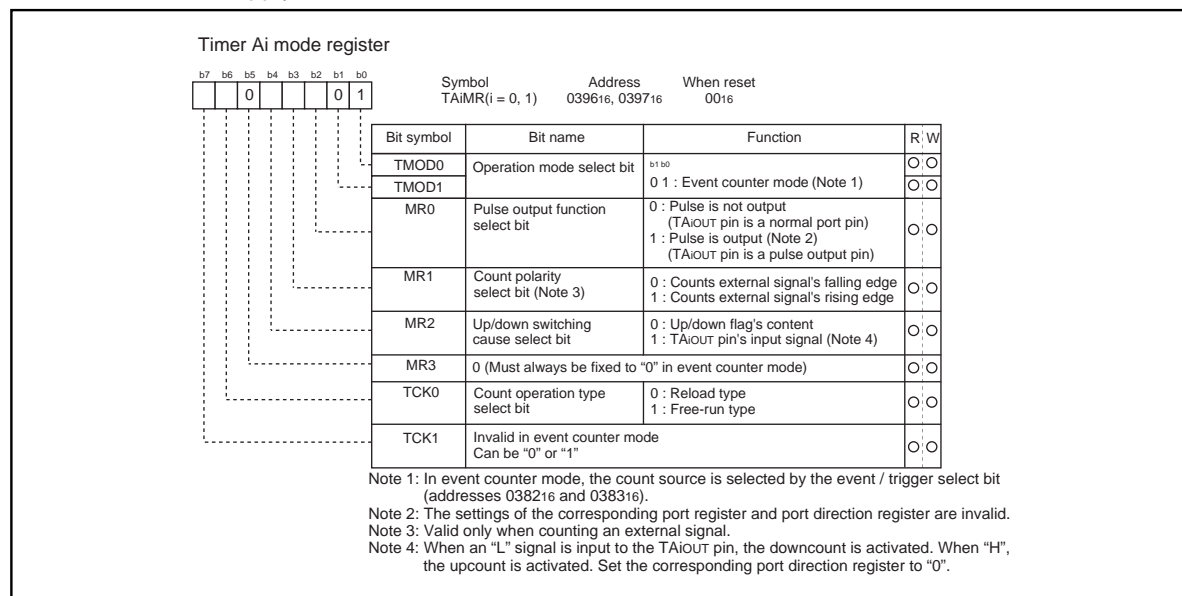 Timer Ai mode register
b7 b6 b5 b4 b3 b2 b1 b0
0 0 1
Symbol Address When reset
TAiMR(i = 0, 1) 039616, 039716 0016
Bit symbol Bit name Function R W
TMOD0 Operation mode select bit b1 b0
TMOD1 0 1 : Event counter mode (Note 1)
MR0 Pulse output function 0 : Pulse is not output
select bit (TAiOUT pin is a normal port pin)
1 : Pulse is output (Note 2)
(TAiOUT pin is a pulse output pin)
MR1 Count polarity 0 : Counts external signal's falling edge
select bit (Note 3) 1 : Counts external signal's rising edge
MR2 Up/down switching 0 : Up/down flag's content
cause select bit 1 : TAiOUT pin's input signal (Note 4)
MR3 0 (Must always be fixed to “0” in event counter mode)
TCK0 Count operation type 0 : Reload type
select bit 1 : Free-run type
TCK1 Invalid in event counter mode
Can be “0” or “1”
Note 1: In event counter mode, the count source is selected by the event / trigger select bit
(addresses 038216 and 038316).
Note 2: The settings of the corresponding port register and port direction register are invalid.
Note 3: Valid only when counting an external signal.
Note 4: When an “L” signal is input to the TAiOUT pin, the downcount is activated. When “H”,
the upcount is activated. Set the corresponding port direction register to “0”.